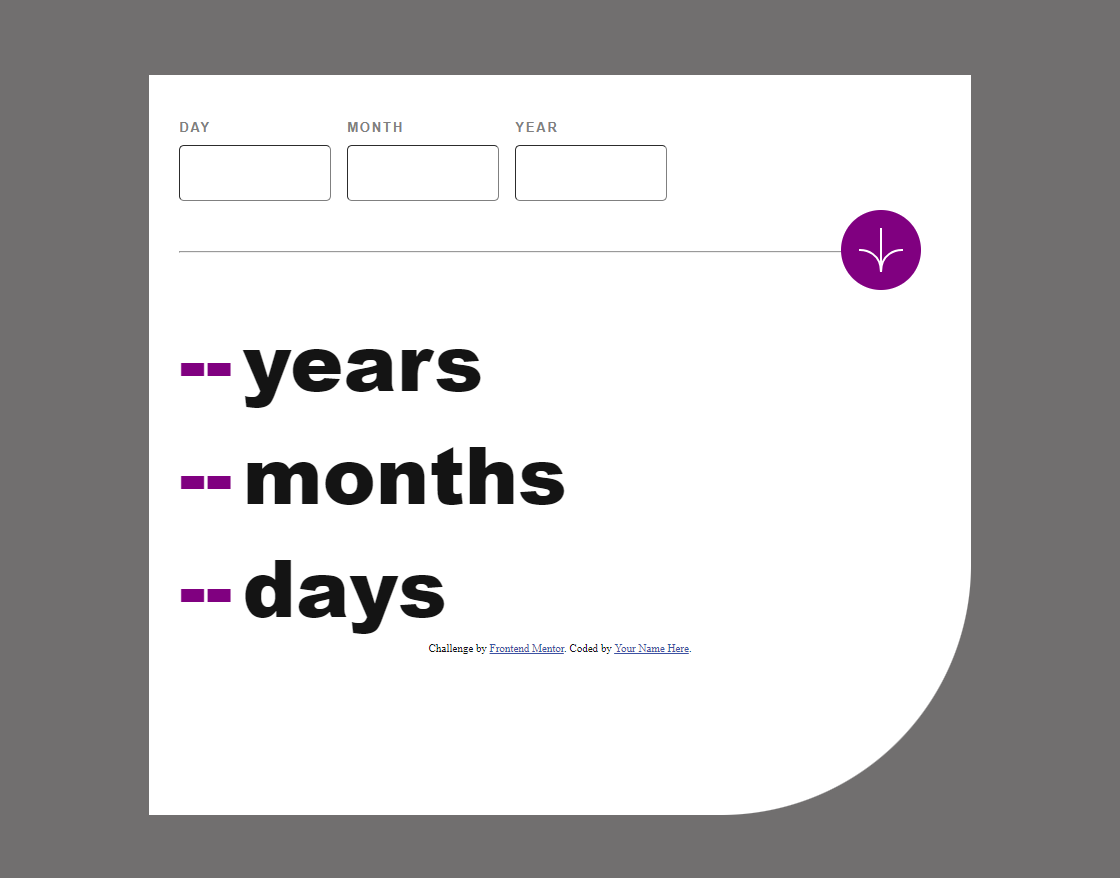 DAY MONTH YEAR
-- years
-- months
-- days
Challenge by Frontend Mentor. Coded by Your Name Here.